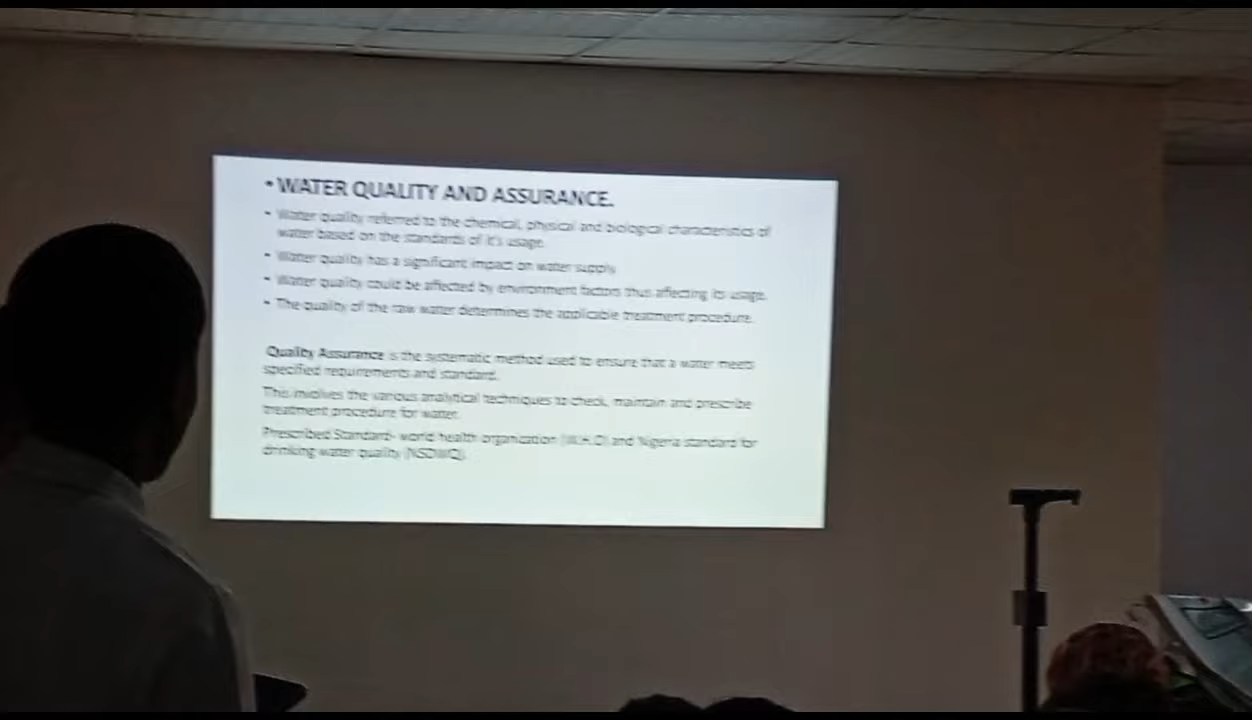 • WATER QUALITY AND ASSURANCE.
• Water quality referred to the chemical, physical and biological characteristics of
water based on the standards of it's usage.
• Water quality has a significant impact on water supply
• Water quality could be affected by environment factors thus affecting its usage.
• The quality of the raw water determines the applicable treatment procedure.
Quality Assurance is the systematic method used to ensure that a water meets
specified requirements and standard.
This involves the various analytical techniques to check, maintain and prescribe
treatment procedure for water.
Prescribed Standard- world health organization (W.H.O) and Nigeria standard for
drinking water quality (NSDWQ).